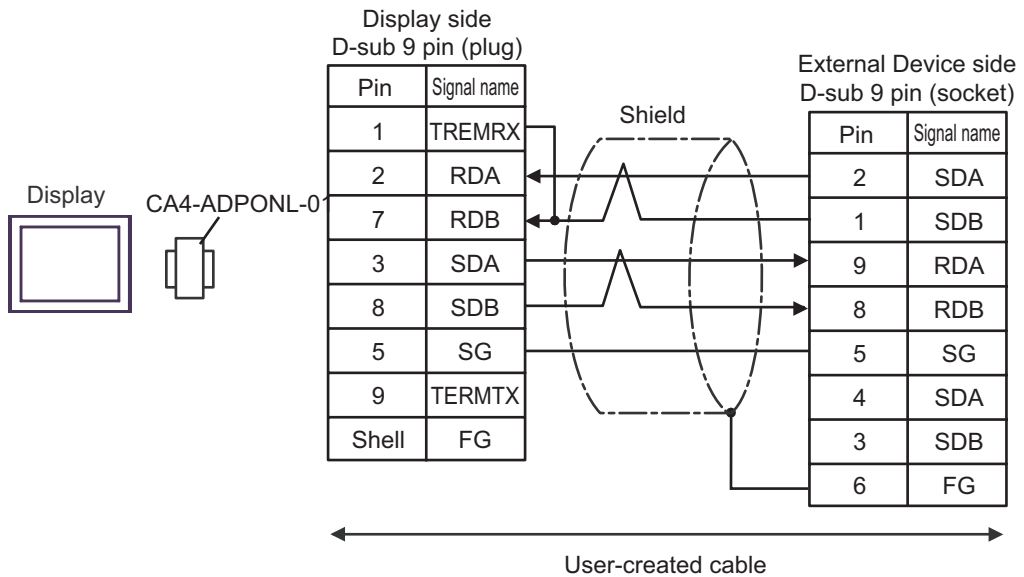 Display side
D-sub 9 pin (plug)
Pin Signal name
1 TREMRX
2 RDA
7 RDB
3 SDA
8 SDB
5 SG
9 TERMTX
Shell FG
Shield
External Device side
D-sub 9 pin (socket)
Pin Signal name
2 SDA
1 SDB
9 RDA
8 RDB
5 SG
4 SDA
3 SDB
6 FG
Display
CA4-ADPONL-01
User-created cable